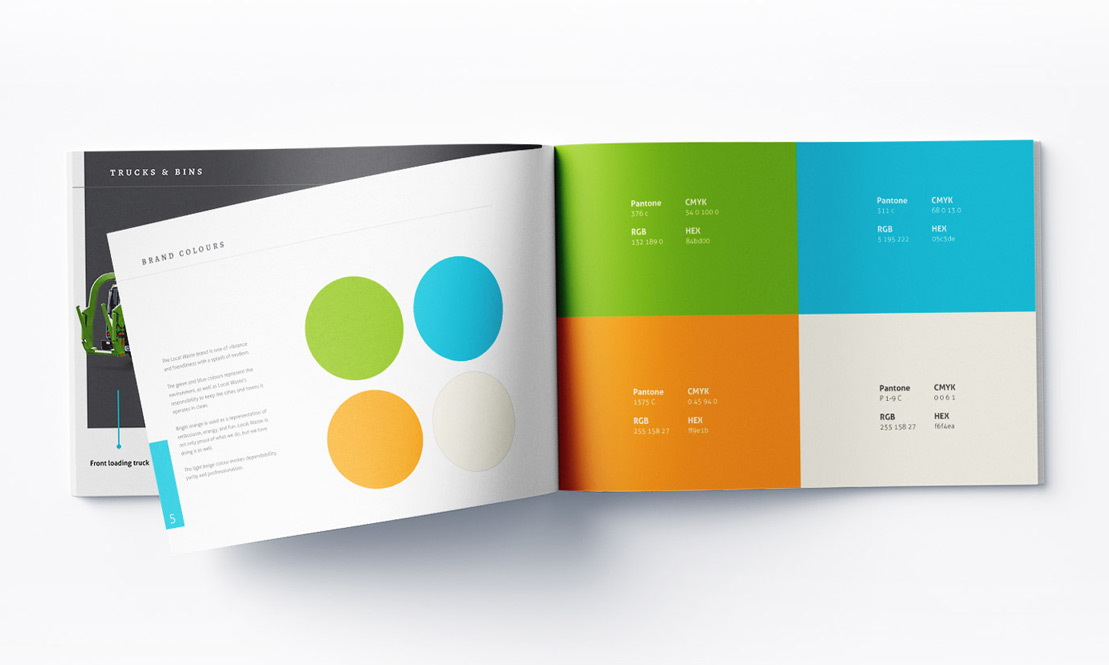 TRUCKS & BINS
Front loading truck
BRAND COLOURS
The Local Waste brand is one of vibrance
and friendliness with a splash of modern.
The green and blue colours represent the
environment, as well as Local Waste's
responsibility to keep the cities and towns it
operates in clean.
Bright orange is used as a representation of
enthusiasm, energy, and fun. Local Waste is
not only proud of what we do, but we have
doing it as well.
The light beige colour evokes dependability,
purity and professionalism.
5
Pantone
376 c
CMYK
54 0 100 0
RGB
132 189 0
HEX
84bd00
Pantone
311 c
CMYK
68 0 13 0
RGB
5 195 222
HEX
05c3de
Pantone
1375 C
CMYK
0 45 94 0
RGB
255 158 27
HEX
ff9e1b
Pantone
P 1-9 C
CMYK
0 0 6 1
RGB
255 158 27
HEX
f6f4ea